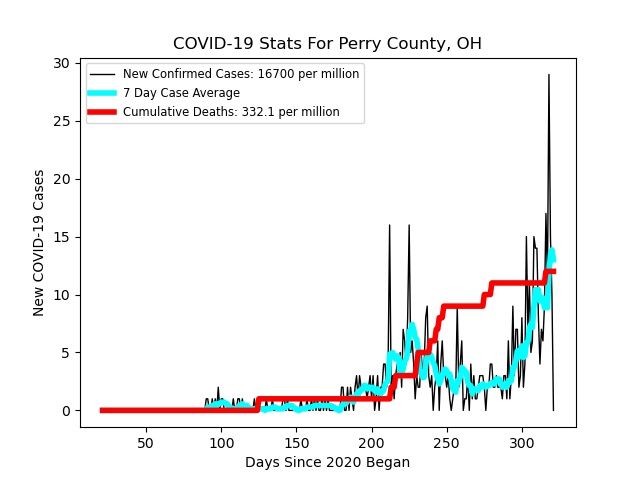 COVID-19 Stats For Perry County, OH
New Confirmed Cases: 16700 per million
7 Day Case Average
Cumulative Deaths: 332.1 per million
New COVID-19 Cases
30
25
20
15
10
5
0
50 100 150 200 250 300
Days Since 2020 Began